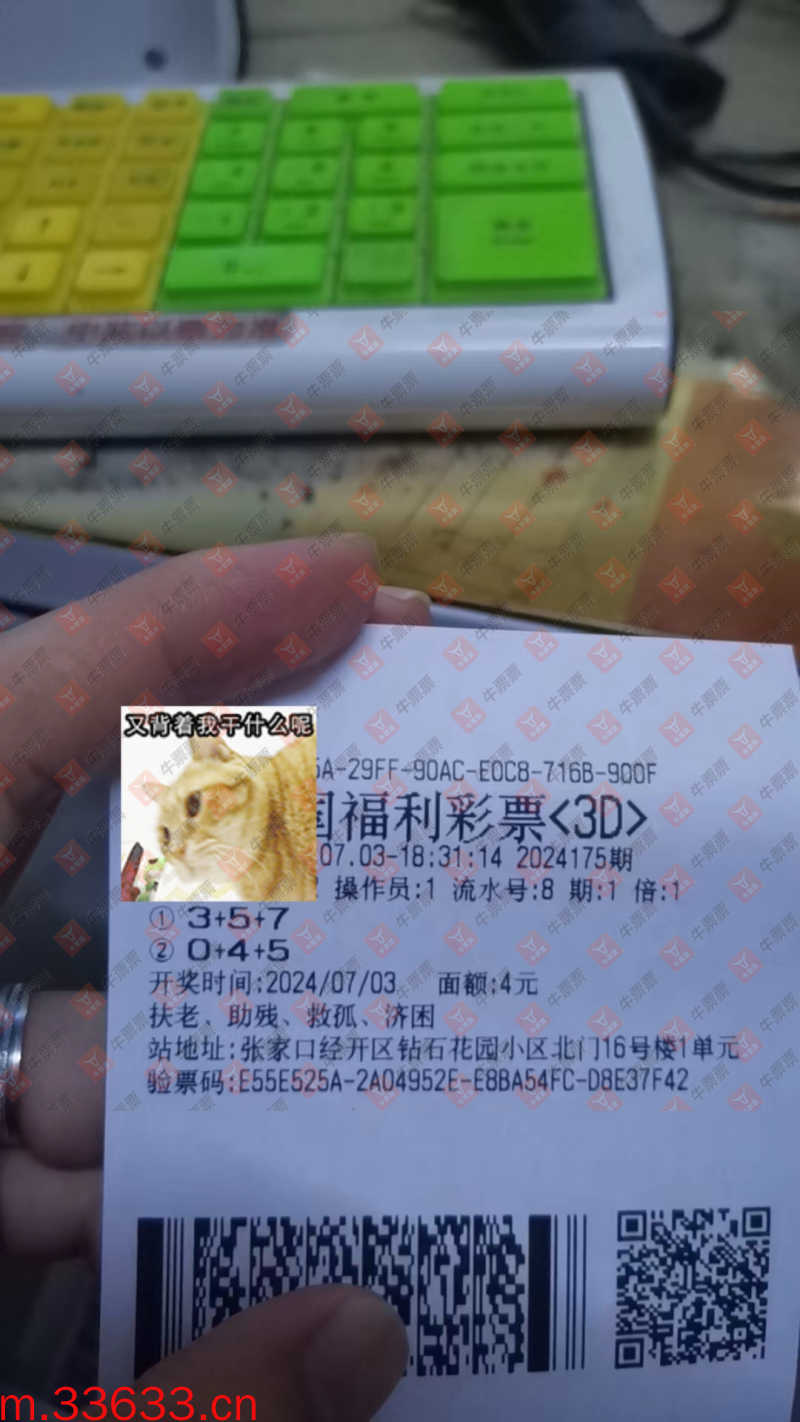 又背着我干什么呢
5A-29FF-90AC-E0C8-716B-900F
国福利彩票<3D>
07.03-18:31:14 2024175期
操作员:1 流水号:8 期:1 倍:1
① 3+5+7
② 0+4+5
开奖时间:2024/07/03 面额:4元
扶老、助残、救孤、济困
站地址:张家口经开区钻石花园小区北门16号楼1单元
验票码:E55E525A-2A04952E-E8BA54FC-D8E37F42
牛票票
m.33633.cn